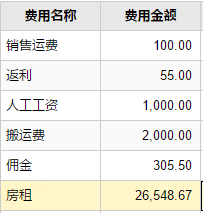 费用名称 费用金额
销售运费 100.00
返利 55.00
人工工资 1,000.00
搬运费 2,000.00
佣金 305.50
房租 26,548.67